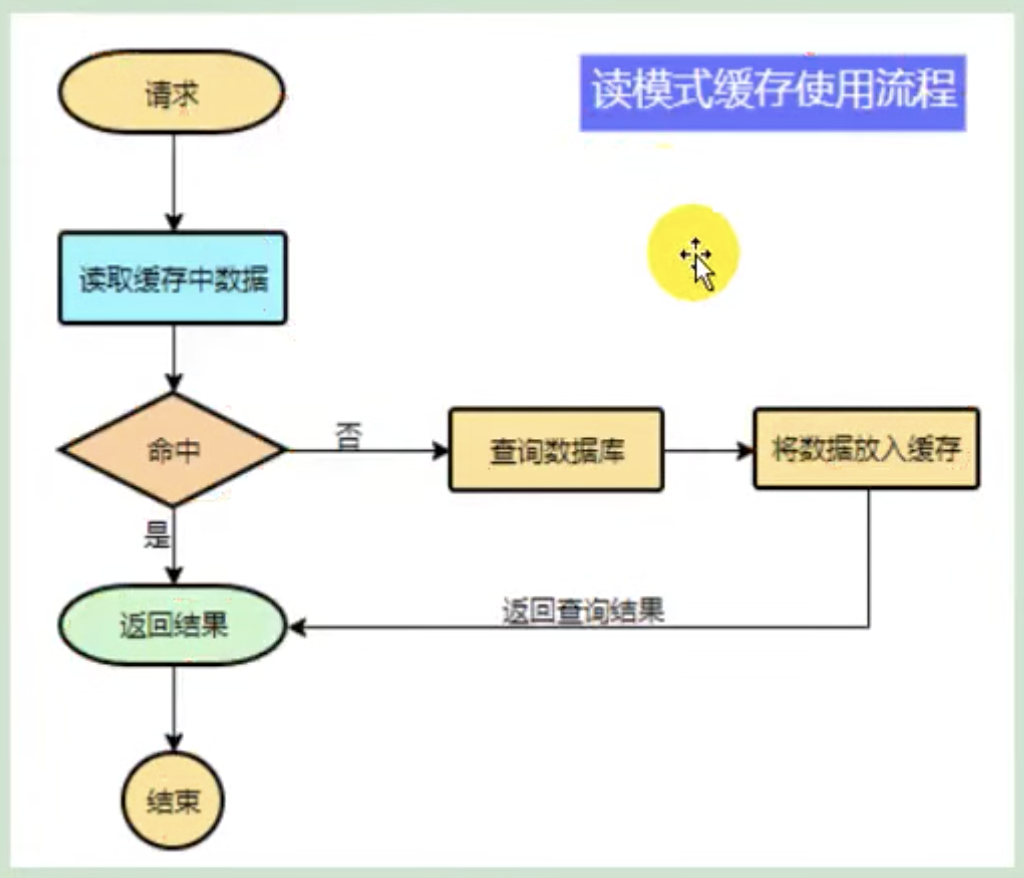 请求
读模式缓存使用流程
读取缓存中数据
命中
否
查询数据库
将数据放入缓存
是
返回结果
返回查询结果
结束